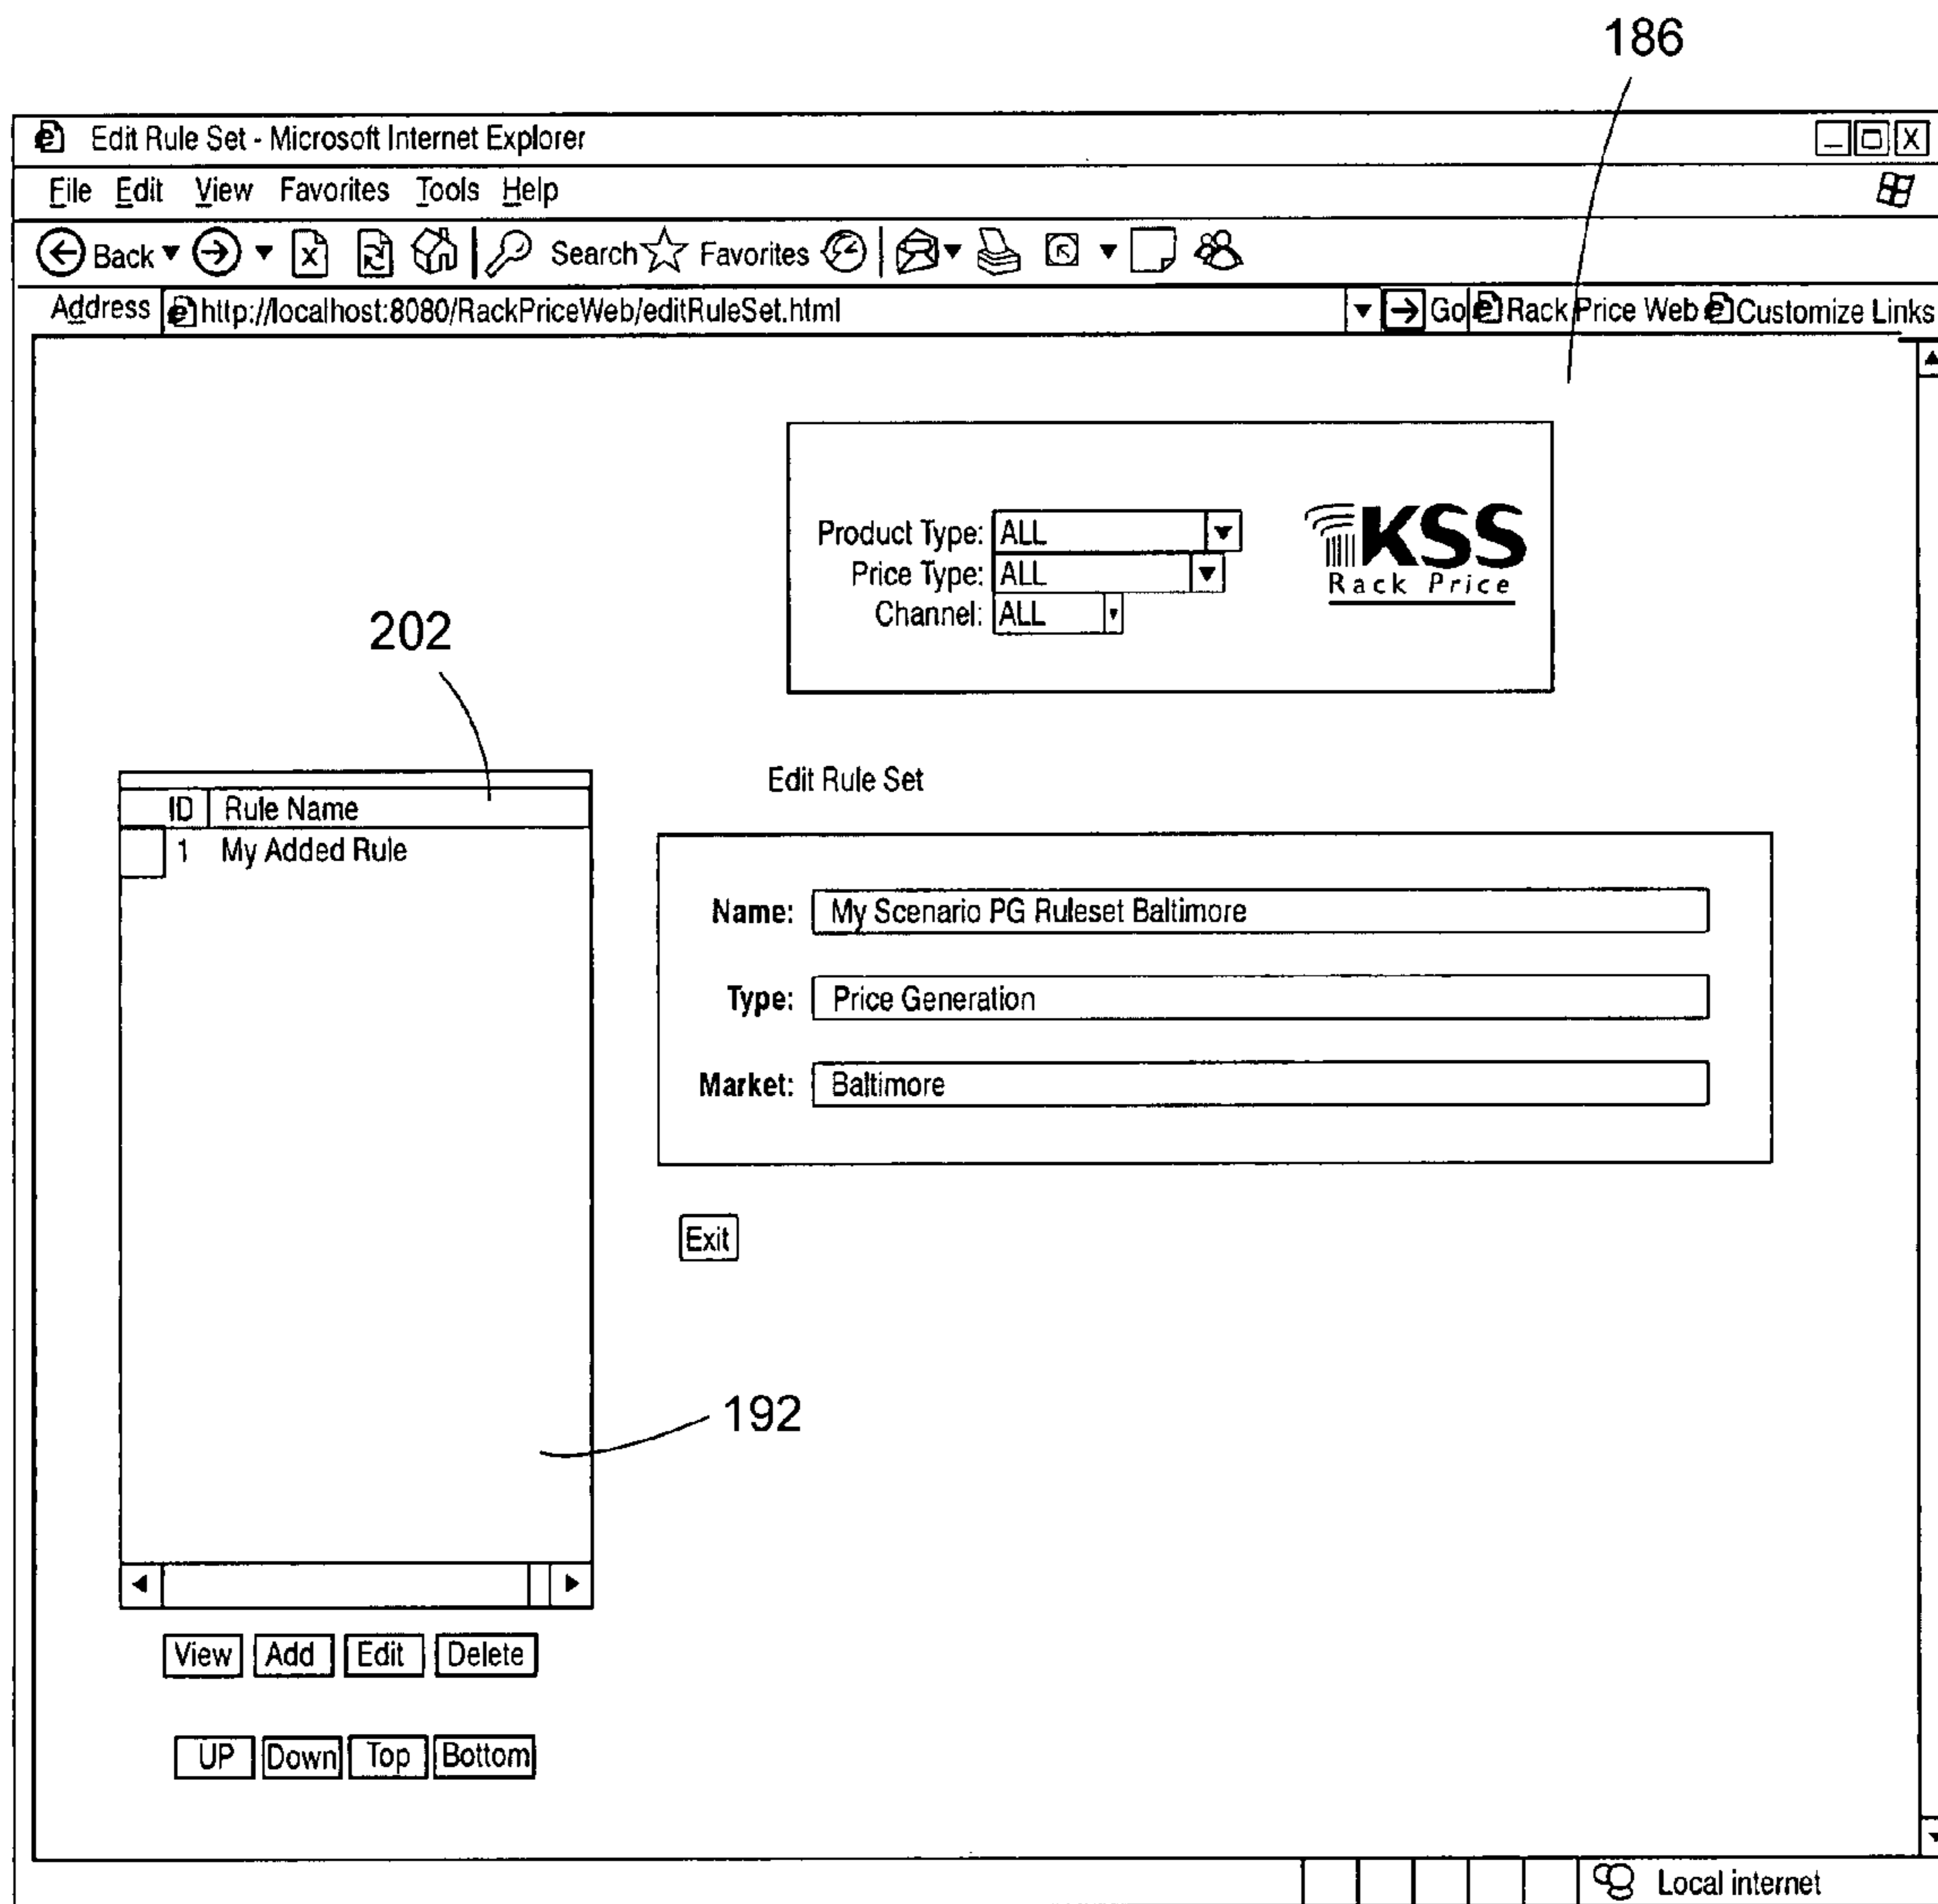 186
Edit Rule Set - Microsoft Internet Explorer
File Edit View Favorites Tools Help
Back Search Favorites
Address http://localhost:8080/RackPriceWeb/editRuleSet.html Go Rack Price Web Customize Links
Product Type: ALL
Price Type: ALL
Channel: ALL
KSS
Rack Price
202
Edit Rule Set
ID Rule Name
1 My Added Rule
Name: My Scenario PG Ruleset Baltimore
Type: Price Generation
Market: Baltimore
Exit
192
View Add Edit Delete
UP Down Top Bottom
Local internet